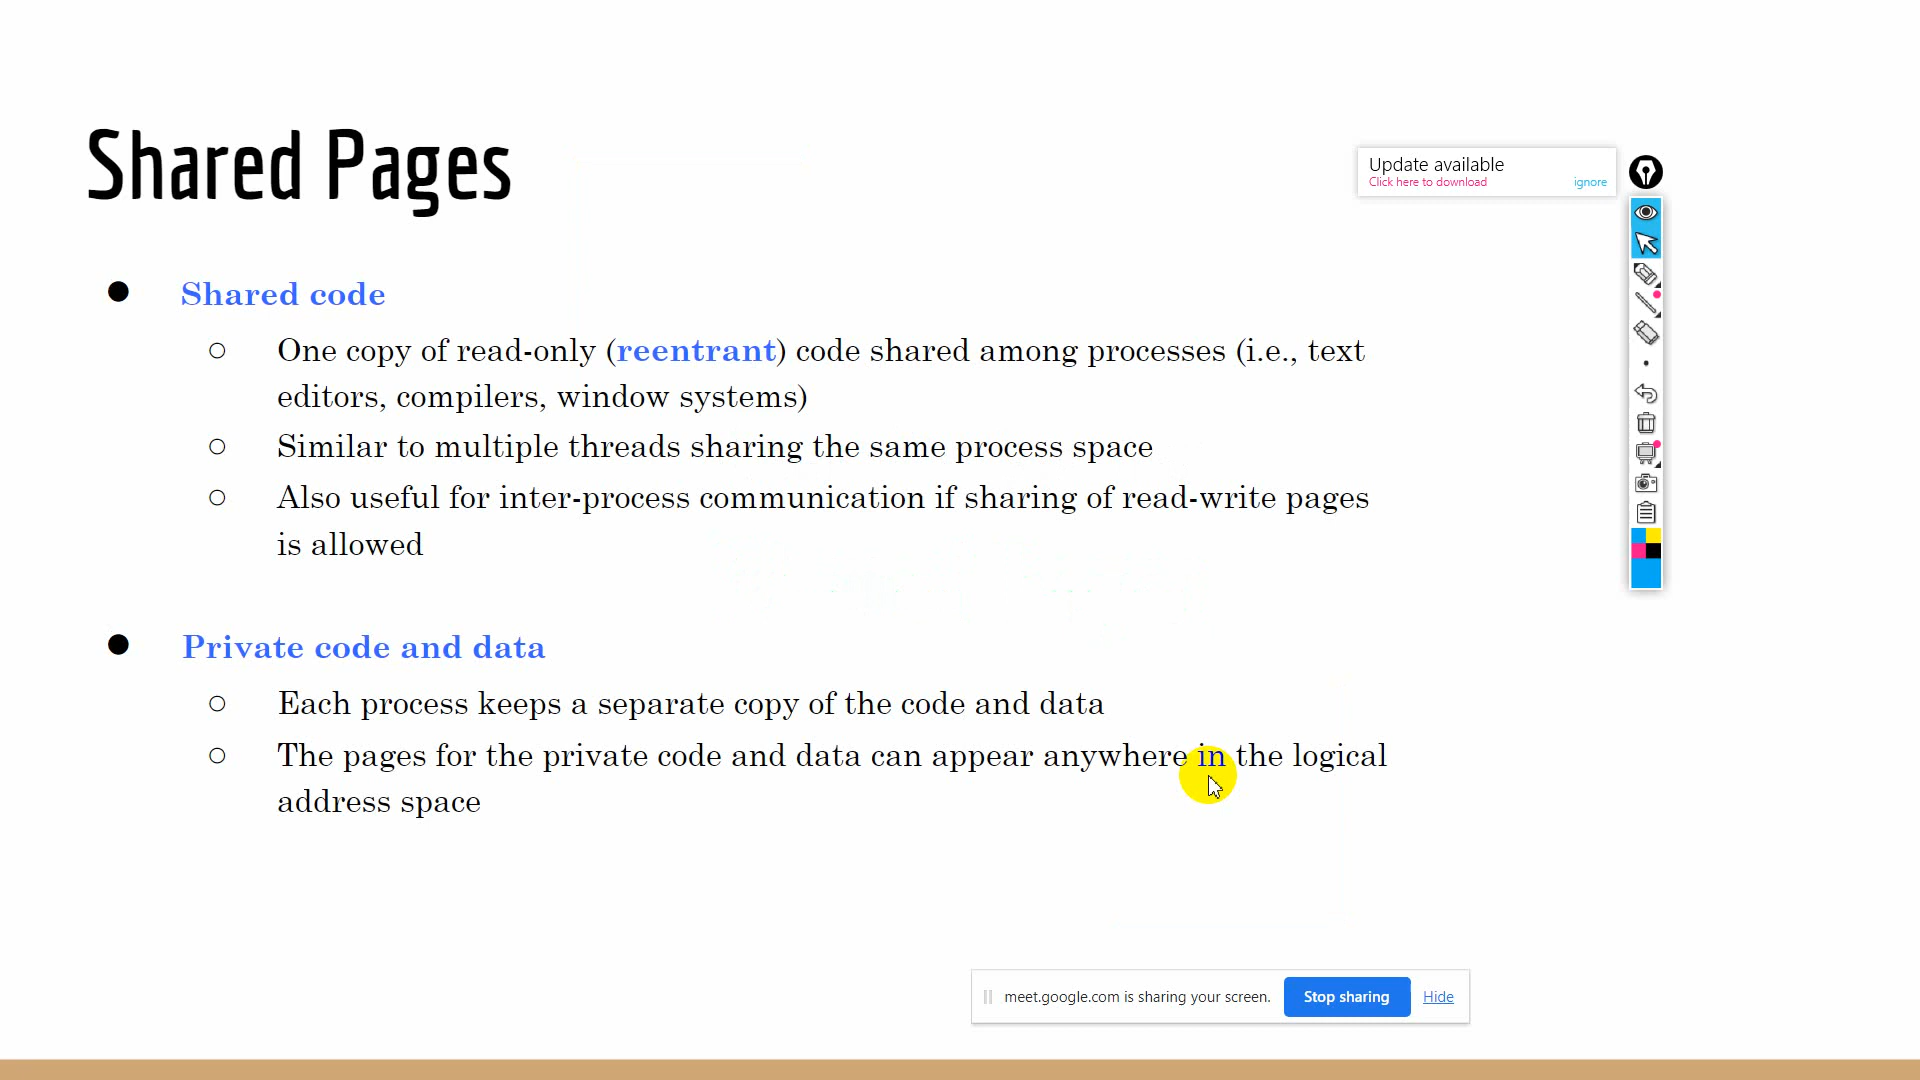 Shared Pages
Update available
Click here to download ignore
● Shared code
○ One copy of read-only (reentrant) code shared among processes (i.e., text
editors, compilers, window systems)
○ Similar to multiple threads sharing the same process space
○ Also useful for inter-process communication if sharing of read-write pages
is allowed
● Private code and data
○ Each process keeps a separate copy of the code and data
○ The pages for the private code and data can appear anywhere in the logical
address space
meet.google.com is sharing your screen. Stop sharing Hide